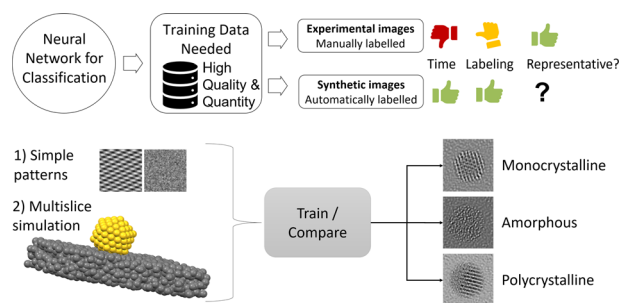 Neural
Network for
Classification
Training Data
Needed
High
Quality &
Quantity
Experimental images
Manually labelled
Synthetic images
Automatically labelled
Time Labeling Representative?
?
1) Simple
patterns
2) Multislice
simulation
Train /
Compare
Monocrystalline
Amorphous
Polycrystalline